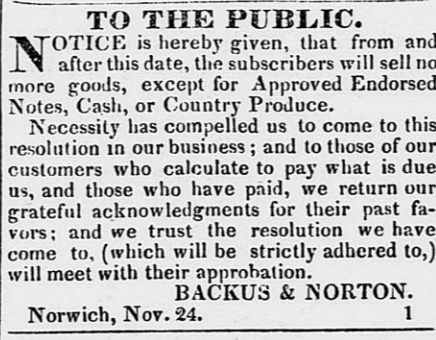 TO THE PUBLIC.
NOTICE is hereby given, that from and
after this date, the subscribers will sell no
more goods, except for Approved Endorsed
Notes, Cash, or Country Produce.
Necessity has compelled us to come to this
resolution in our business; and to those of our
customers who calculate to pay what is due
us, and those who have paid, we return our
grateful acknowledgments for their past fa-
vors; and we trust the resolution we have
come to, (which will be strictly adhered to,)
will meet with their approbation.
BACKUS & NORTON.
Norwich, Nov. 24. 1